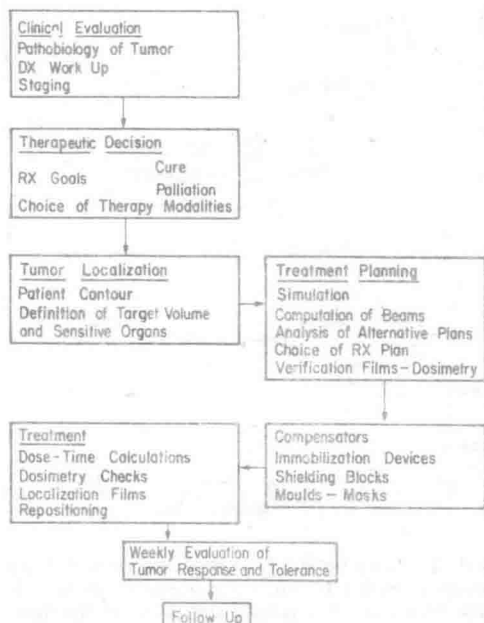 Clinical Evaluation
Pathobiology of Tumor
DX Work Up
Staging
Therapeutic Decision
Cure
RX Goals
Palliation
Choice of Therapy Modalities
Tumor Localization
Patient Contour
Definition of Target Volume
and Sensitive Organs
Treatment Planning
Simulation
Computation of Beams
Analysis of Alternative Plans
Choice of RX Plan
Verification Films-Dosimetry
Compensators
Immobilization Devices
Shielding Blocks
Moulds-Masks
Treatment
Dose-Time Calculations
Dosimetry Checks
Localization Films
Repositioning
Weekly Evaluation of
Tumor Response and Tolerance
Follow Up